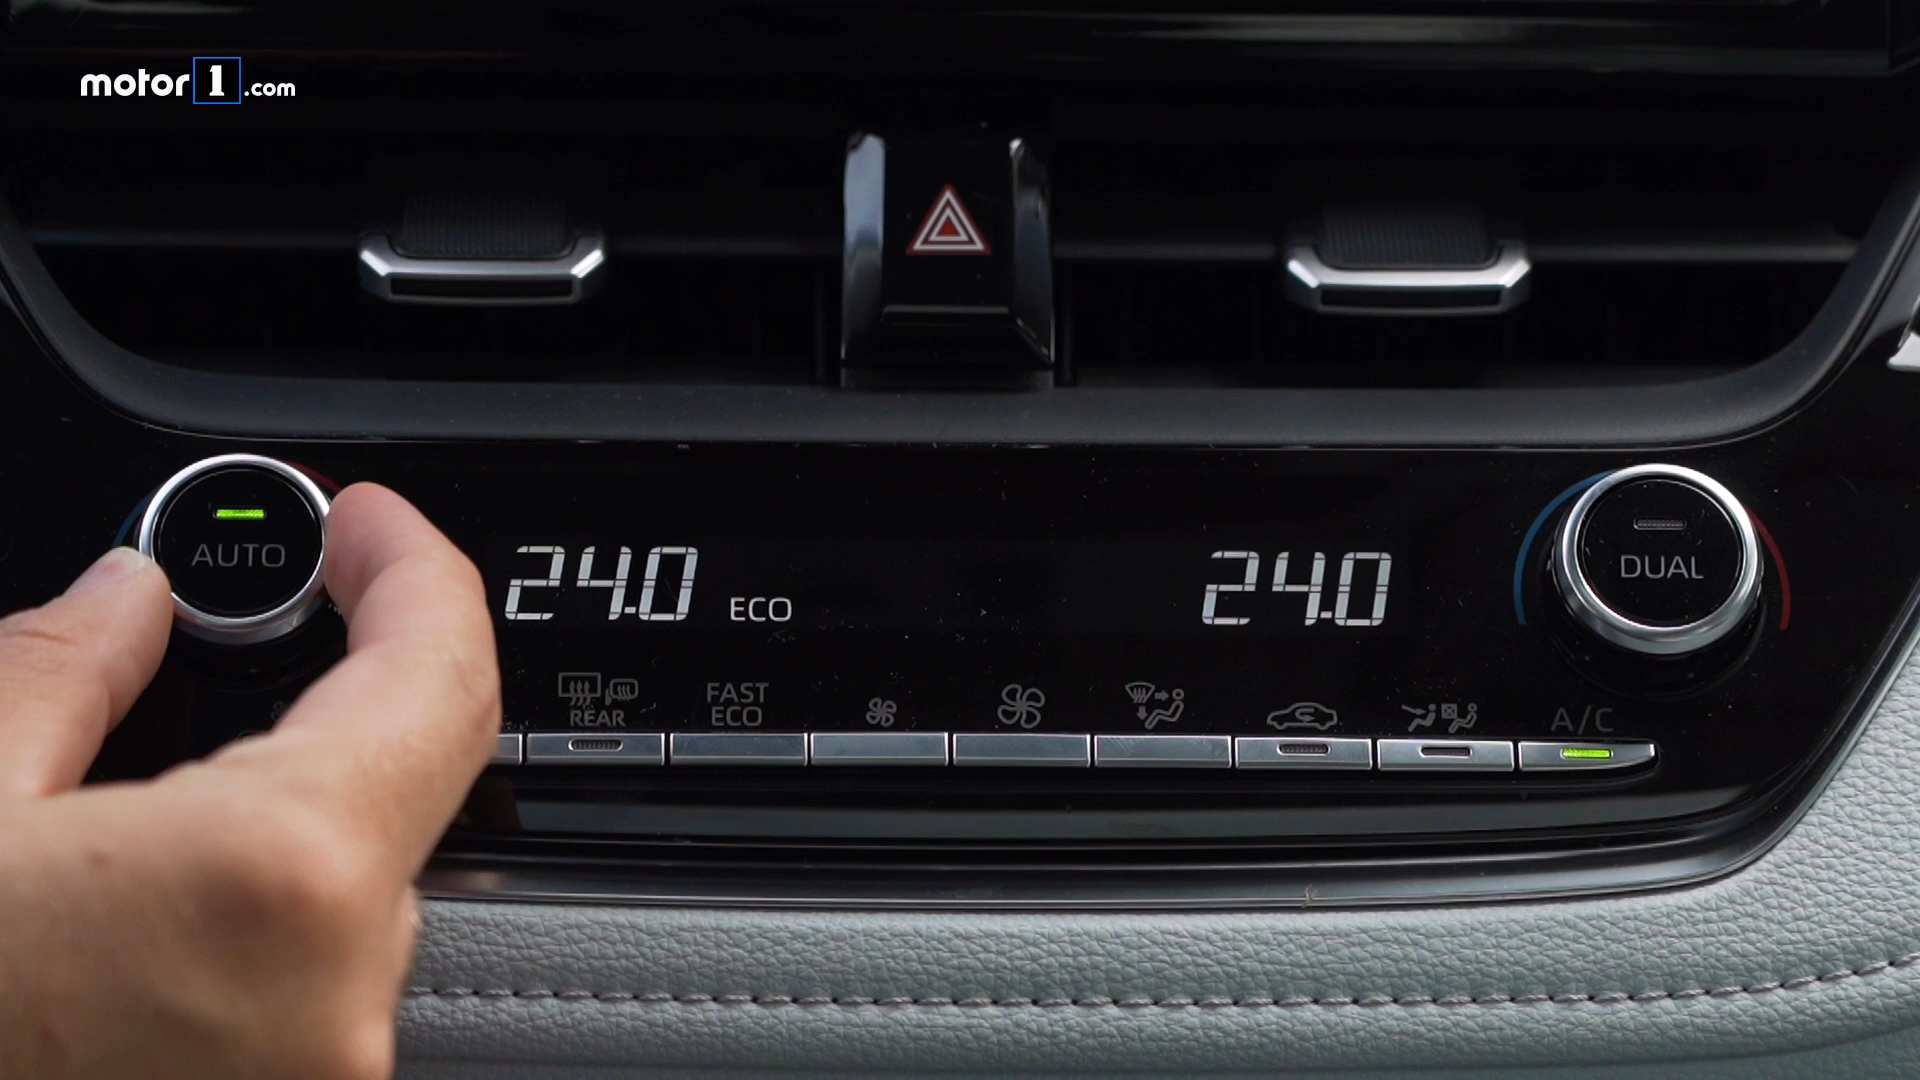 motor1.com
AUTO
24.0 ECO
24.0
DUAL
REAR
FAST
ECO
A/C